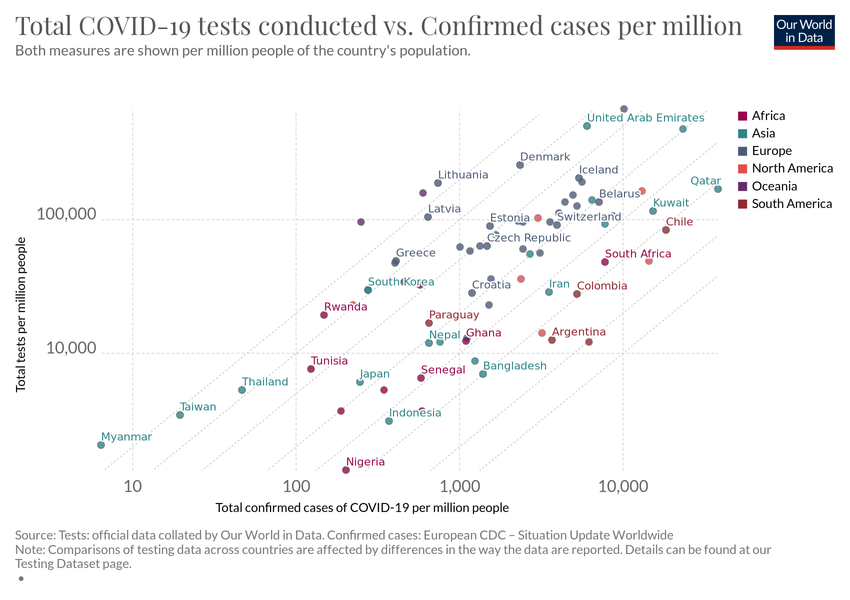 Total COVID-19 tests conducted vs. Confirmed cases per million
Both measures are shown per million people of the country's population.
Our World
in Data
United Arab Emirates
Denmark
Iceland
Lithuania
Qatar
Belarus
Latvia
Kuwait
Estonia
Switzerland
Chile
Czech Republic
Greece
South Africa
South Korea
Croatia
Iran
Colombia
Rwanda
Paraguay
Nepal
Ghana
Argentina
Tunisia
Senegal
Bangladesh
Thailand
Japan
Taiwan
Indonesia
Myanmar
Nigeria
Africa
Asia
Europe
North America
Oceania
South America
Total tests per million people
100,000
10,000
10
100
1,000
10,000
Total confirmed cases of COVID-19 per million people
Source: Tests: official data collated by Our World in Data. Confirmed cases: European CDC – Situation Update Worldwide
Note: Comparisons of testing data across countries are affected by differences in the way the data are reported. Details can be found at our
Testing Dataset page.
•